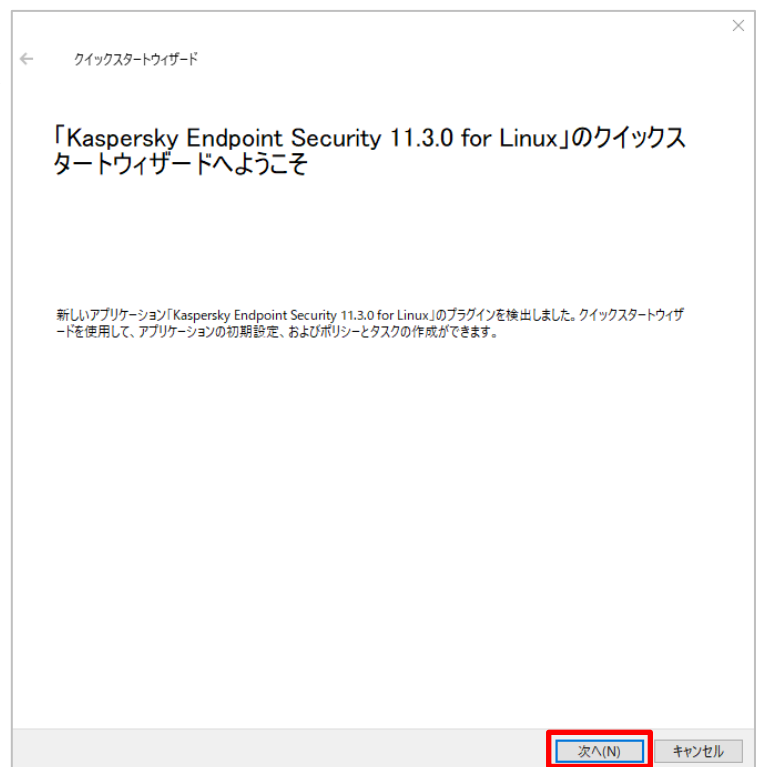 クイックスタートウィザード
「Kaspersky Endpoint Security 11.3.0 for Linux」のクイックス
タートウィザードへようこそ
新しいアプリケーション「Kaspersky Endpoint Security 11.3.0 for Linux」のプラグインを検出しました。クイックスタートウィザ
ードを使用して、アプリケーションの初期設定、およびポリシーとタスクの作成ができます。
次へ(N)
キャンセル